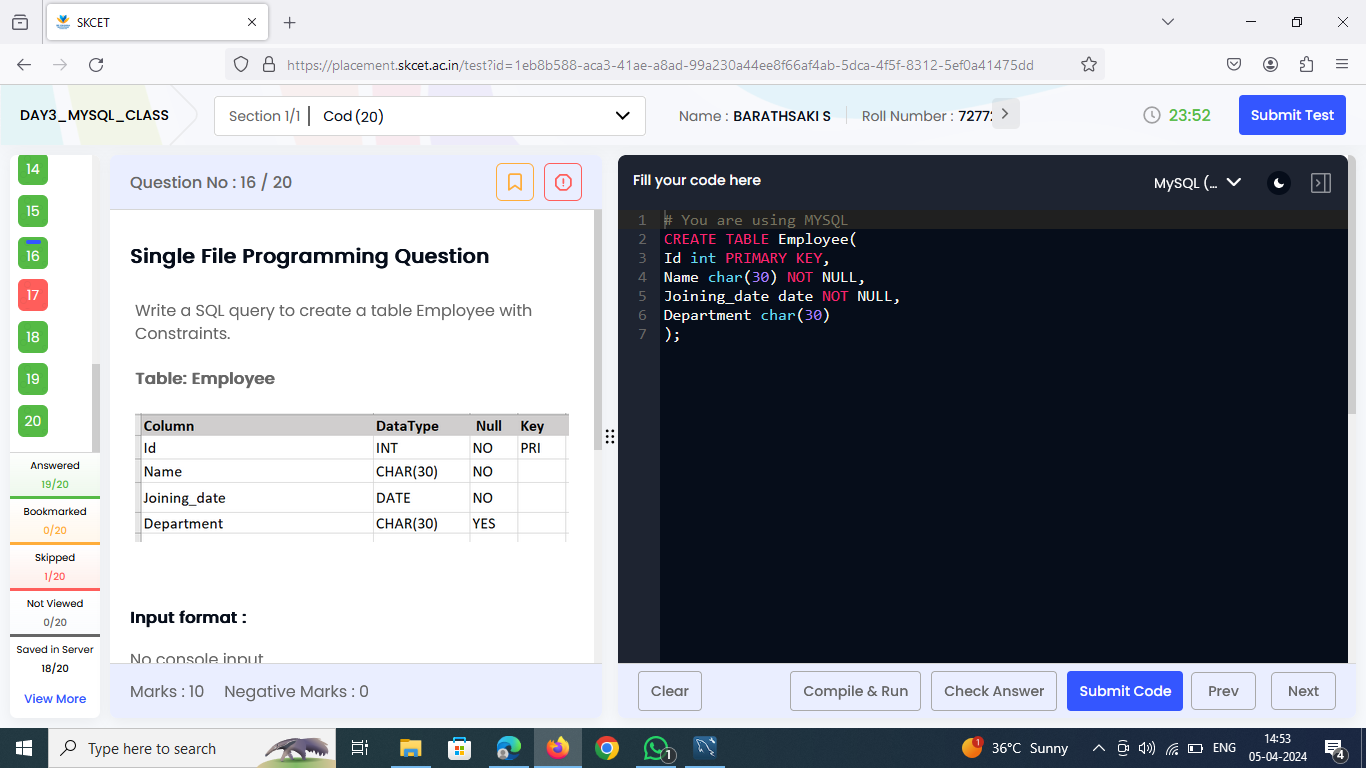 SKCET
https://placement.skcet.ac.in/test?id=1eb8b588-aca3-41ae-a8ad-99a230a44ee8f66af4ab-5dca-4f5f-8312-5ef0a41475dd
DAY3_MYSQL_CLASS
Section 1/1 | Cod (20)
Name : BARATHSAKI S
Roll Number : 7277
23:52
Submit Test
14
15
16
17
18
19
20
Answered
19/20
Bookmarked
0/20
Skipped
1/20
Not Viewed
0/20
Saved in Server
18/20
View More
Question No : 16 / 20
Single File Programming Question
Write a SQL query to create a table Employee with
Constraints.
Table: Employee
Column DataType Null Key
Id INT NO PRI
Name CHAR(30) NO
Joining_date DATE NO
Department CHAR(30) YES
Input format :
No console input
Marks : 10 Negative Marks : 0
Fill your code here
MySQL (...
1 # You are using MYSQL
2 CREATE TABLE Employee(
3 Id int PRIMARY KEY,
4 Name char(30) NOT NULL,
5 Joining_date date NOT NULL,
6 Department char(30)
7 );
Clear
Compile & Run
Check Answer
Submit Code
Prev
Next
Type here to search
1
1
36°C Sunny
ENG
14:53
05-04-2024
4